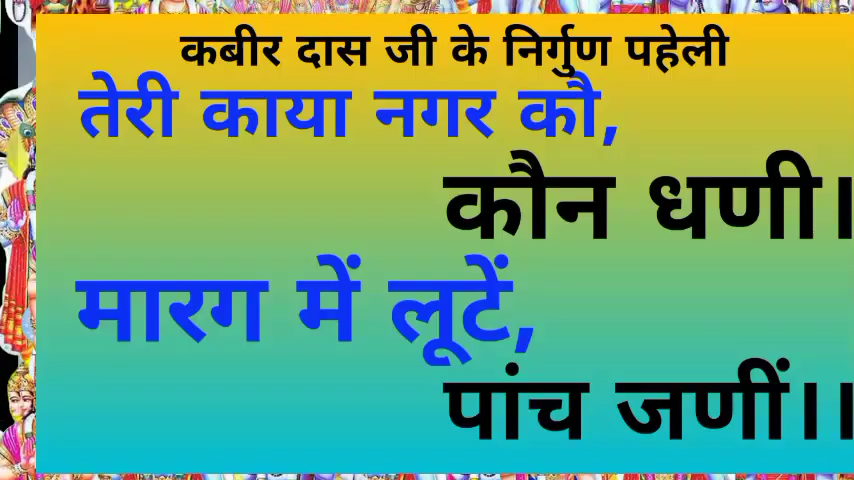 कबीर दास जी के निर्गुण पहेली
तेरी काया नगर कौ,
कौन धणी।
मारग में लूटें,
पांच जणीं।।